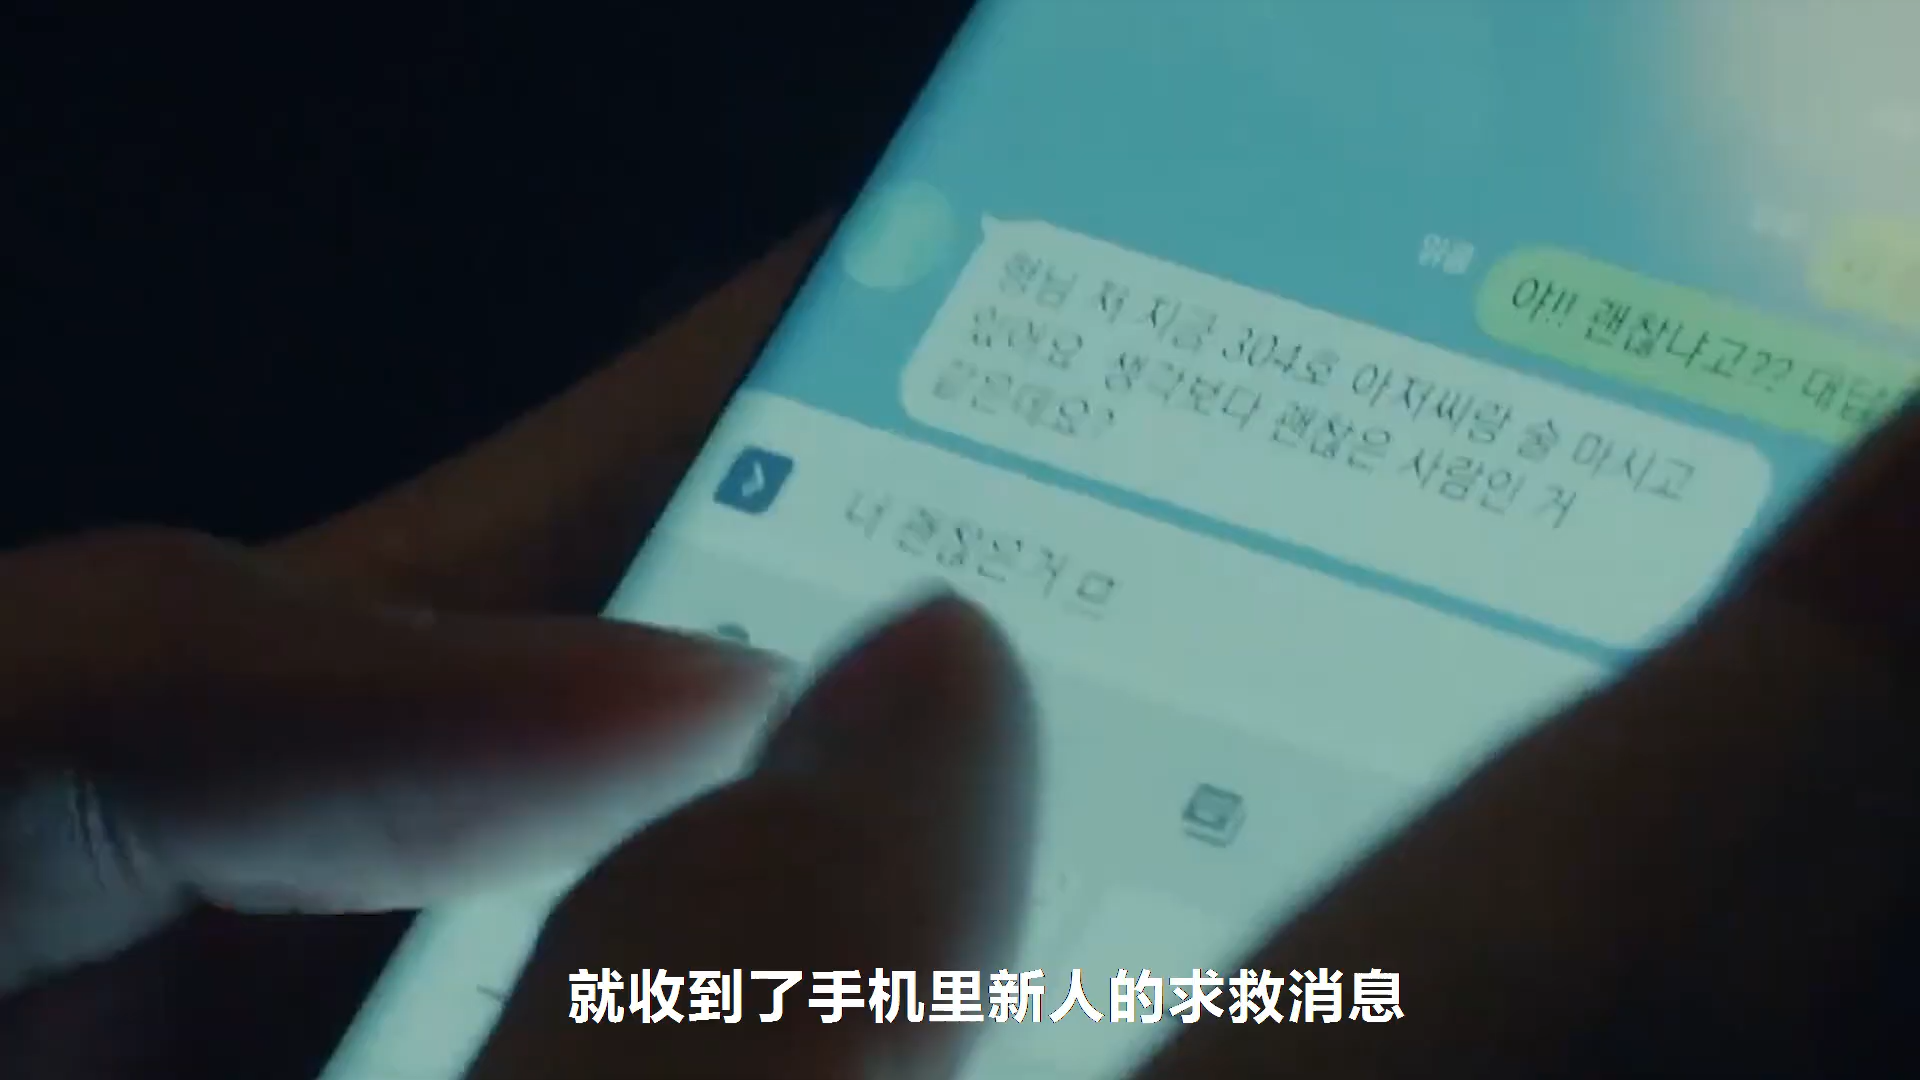 야!! 괜찮냐고?? 대답
형님 저 지금 304호 아저씨랑 술 마시고
있어요 생각보다 괜찮은 사람인 거
같은데요?
너 괜찮은거 ㅁ
就收到了手机里新人的求救消息